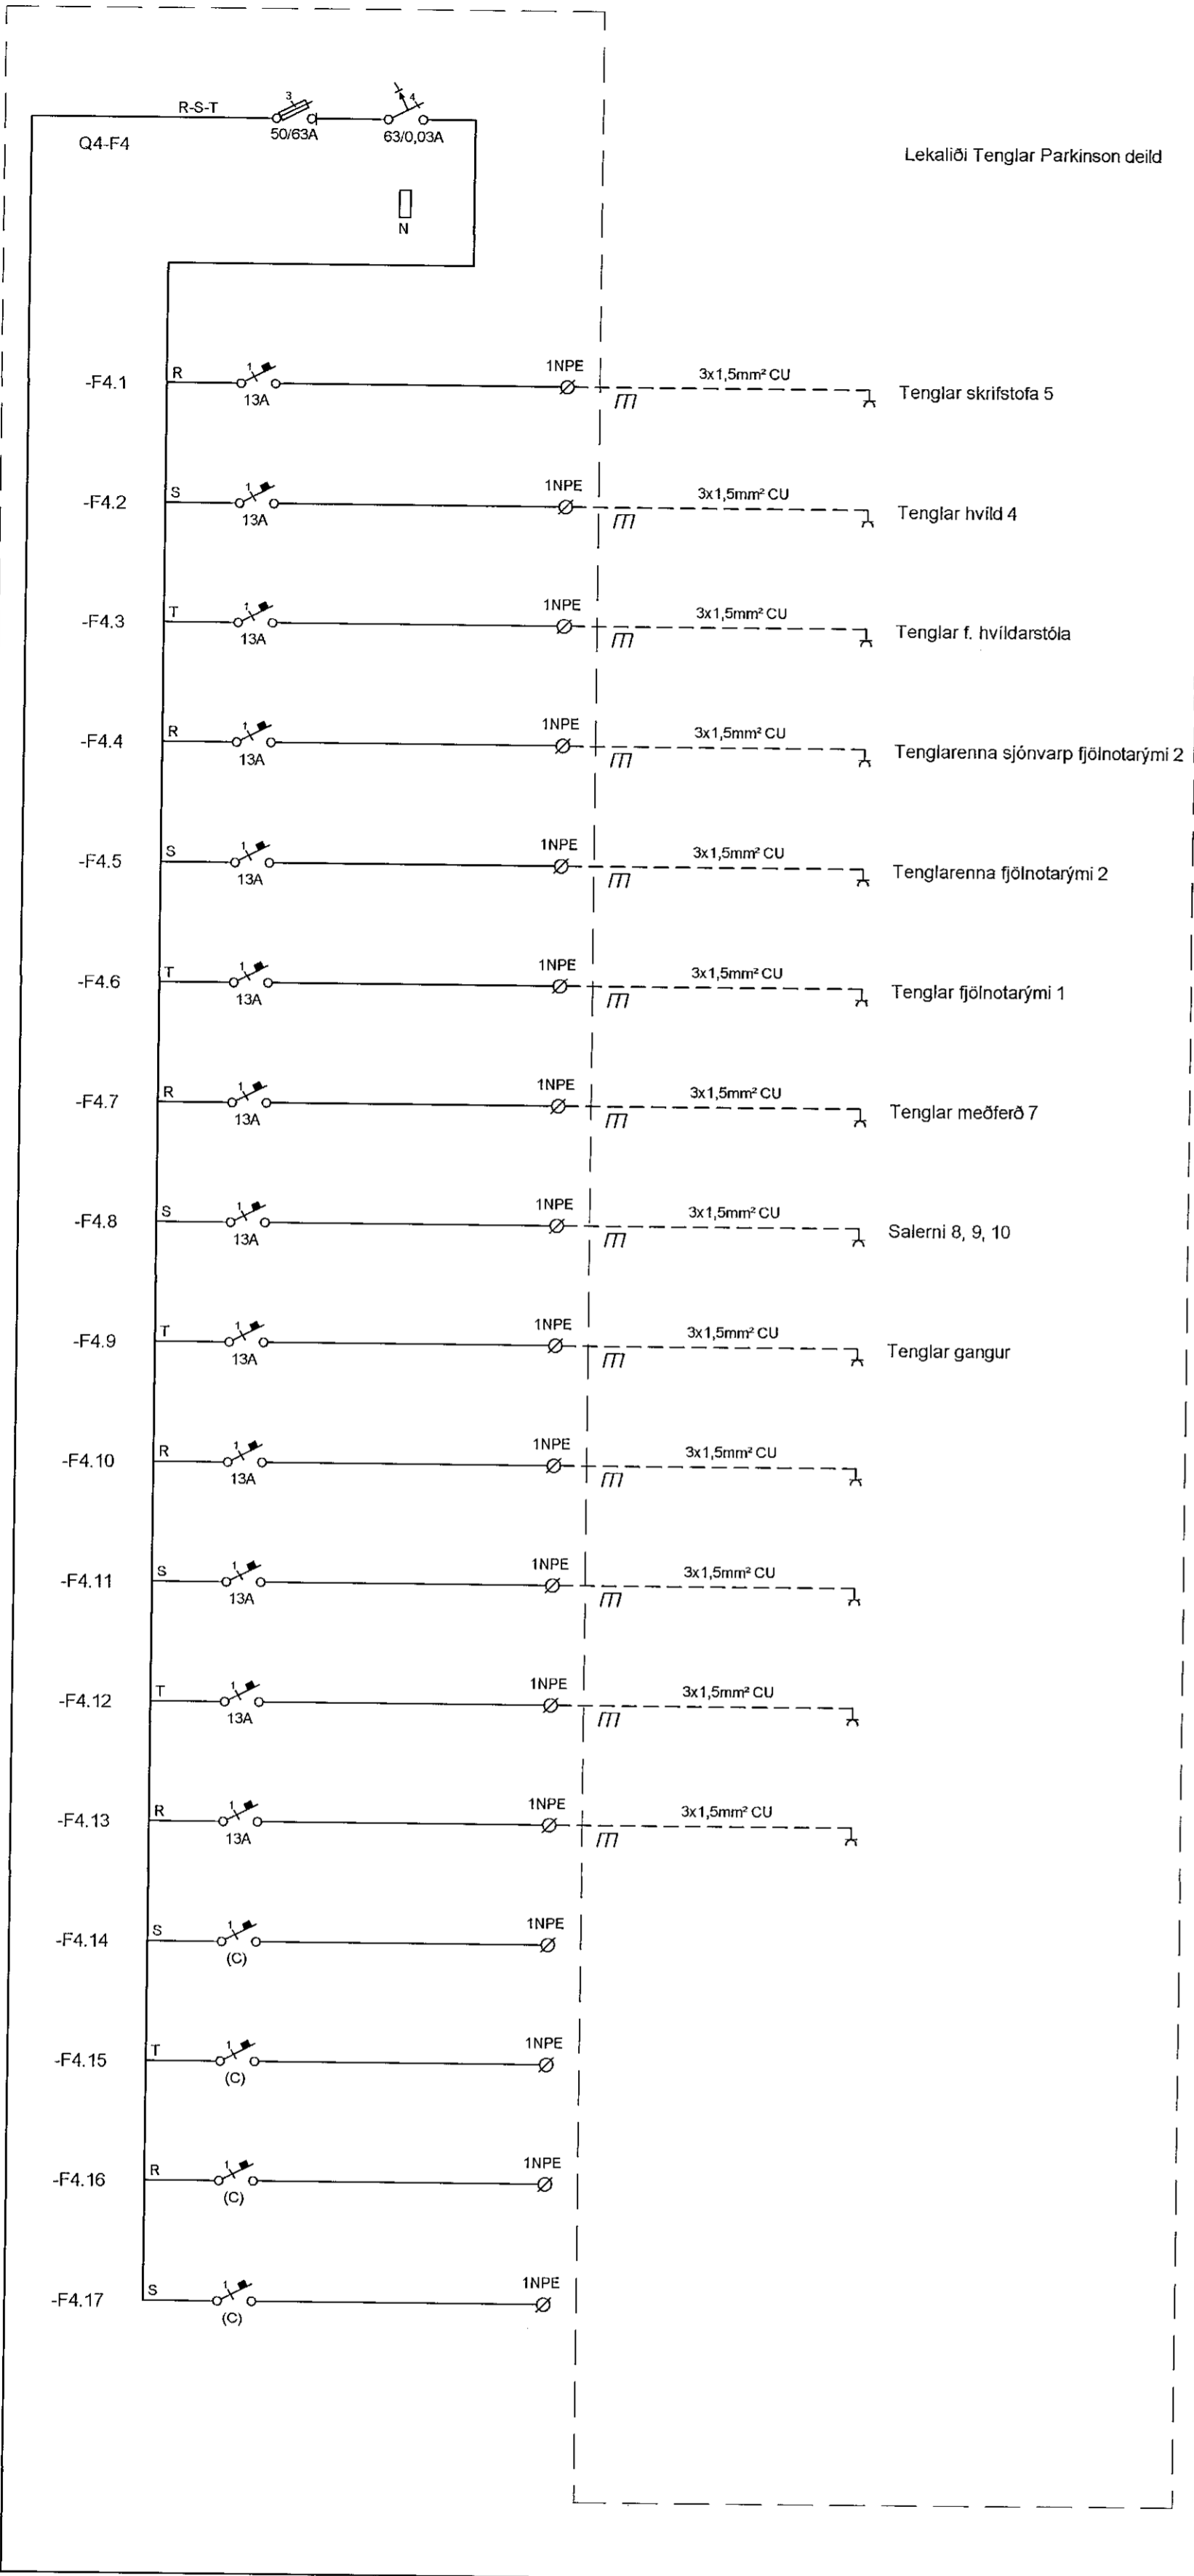 R-S-T
3
4
Q4-F4
50/63A
63/0,03A
Lekaliði Tenglar Parkinson deild
N
-F4.1 R 1 13A 1NPE 3x1,5mm² CU Tenglar skrifstofa 5
-F4.2 S 1 13A 1NPE 3x1,5mm² CU Tenglar hvíld 4
-F4.3 T 1 13A 1NPE 3x1,5mm² CU Tenglar f. hvíldarstóla
-F4.4 R 1 13A 1NPE 3x1,5mm² CU Tenglarenna sjónvarp fjölnotarými 2
-F4.5 S 1 13A 1NPE 3x1,5mm² CU Tenglarenna fjölnotarými 2
-F4.6 T 1 13A 1NPE 3x1,5mm² CU Tenglar fjölnotarými 1
-F4.7 R 1 13A 1NPE 3x1,5mm² CU Tenglar meðferð 7
-F4.8 S 1 13A 1NPE 3x1,5mm² CU Salerni 8, 9, 10
-F4.9 T 1 13A 1NPE 3x1,5mm² CU Tenglar gangur
-F4.10 R 1 13A 1NPE 3x1,5mm² CU
-F4.11 S 1 13A 1NPE 3x1,5mm² CU
-F4.12 T 1 13A 1NPE 3x1,5mm² CU
-F4.13 R 1 13A 1NPE 3x1,5mm² CU
-F4.14 S 1 (C) 1NPE
-F4.15 T 1 (C) 1NPE
-F4.16 R 1 (C) 1NPE
-F4.17 S 1 (C) 1NPE